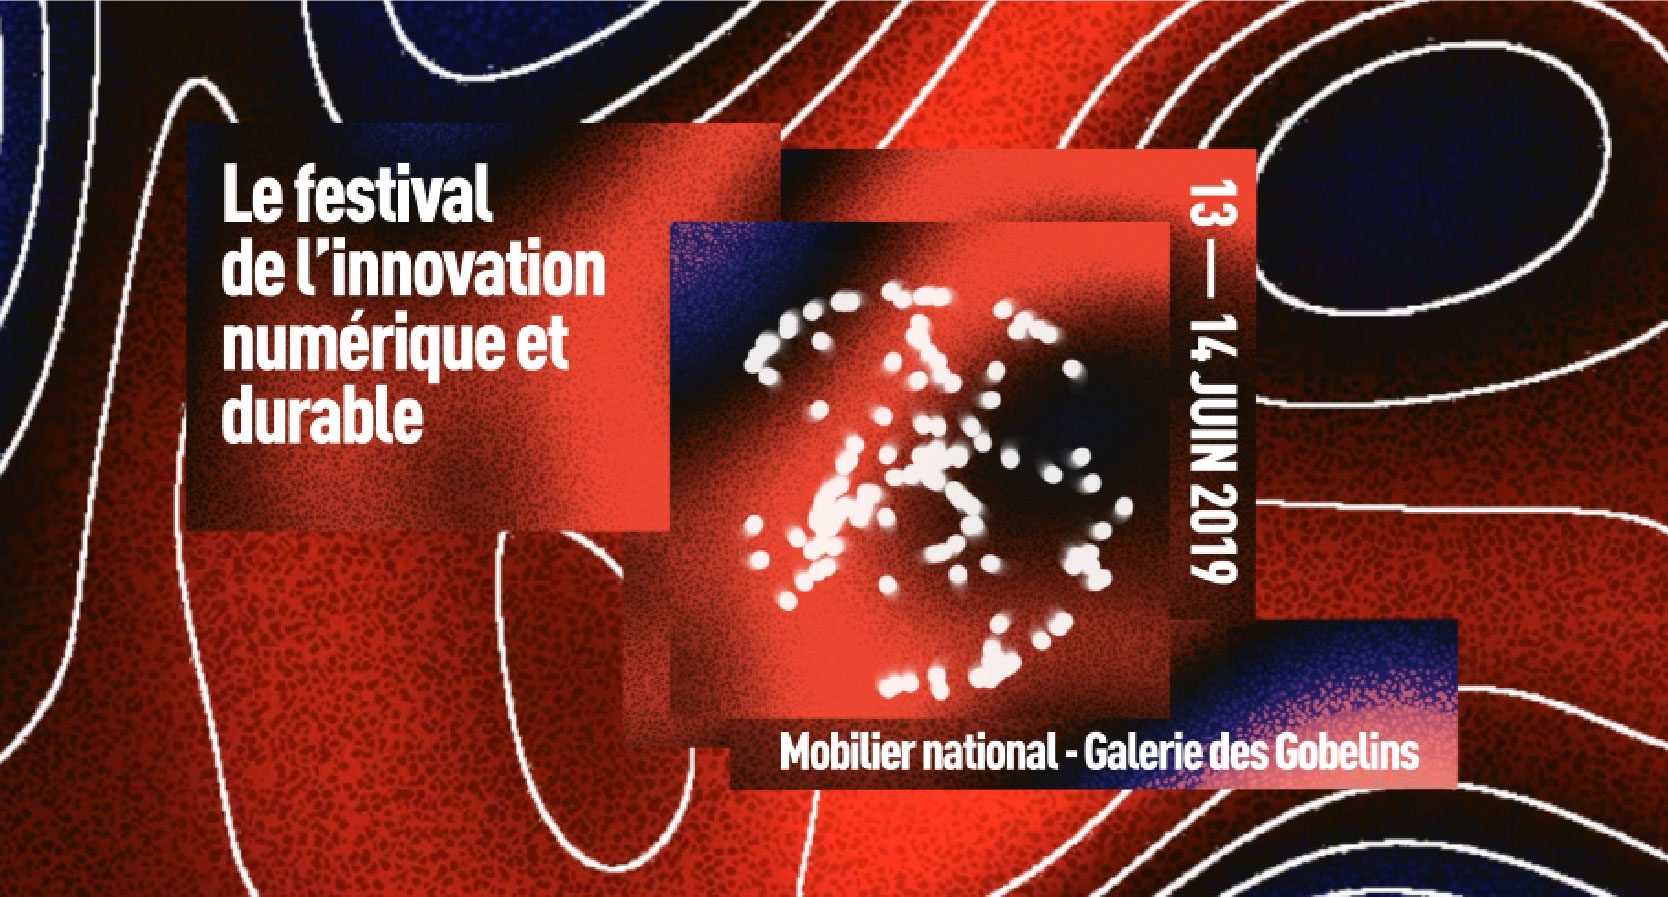 Le festival
de l’innovation
numérique et
durable
13 — 14 JUIN 2019
Mobilier national - Galerie des Gobelins